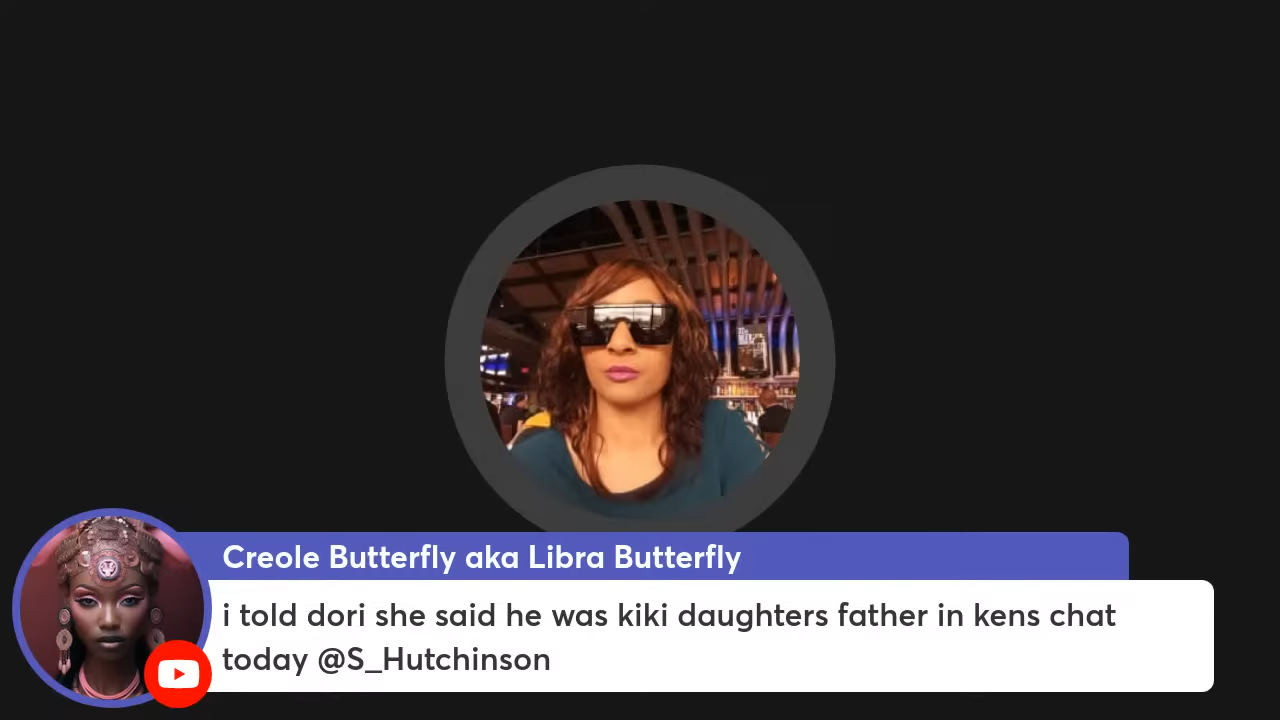 Creole Butterfly aka Libra Butterfly
i told dori she said he was kiki daughters father in kens chat
today @S_Hutchinson